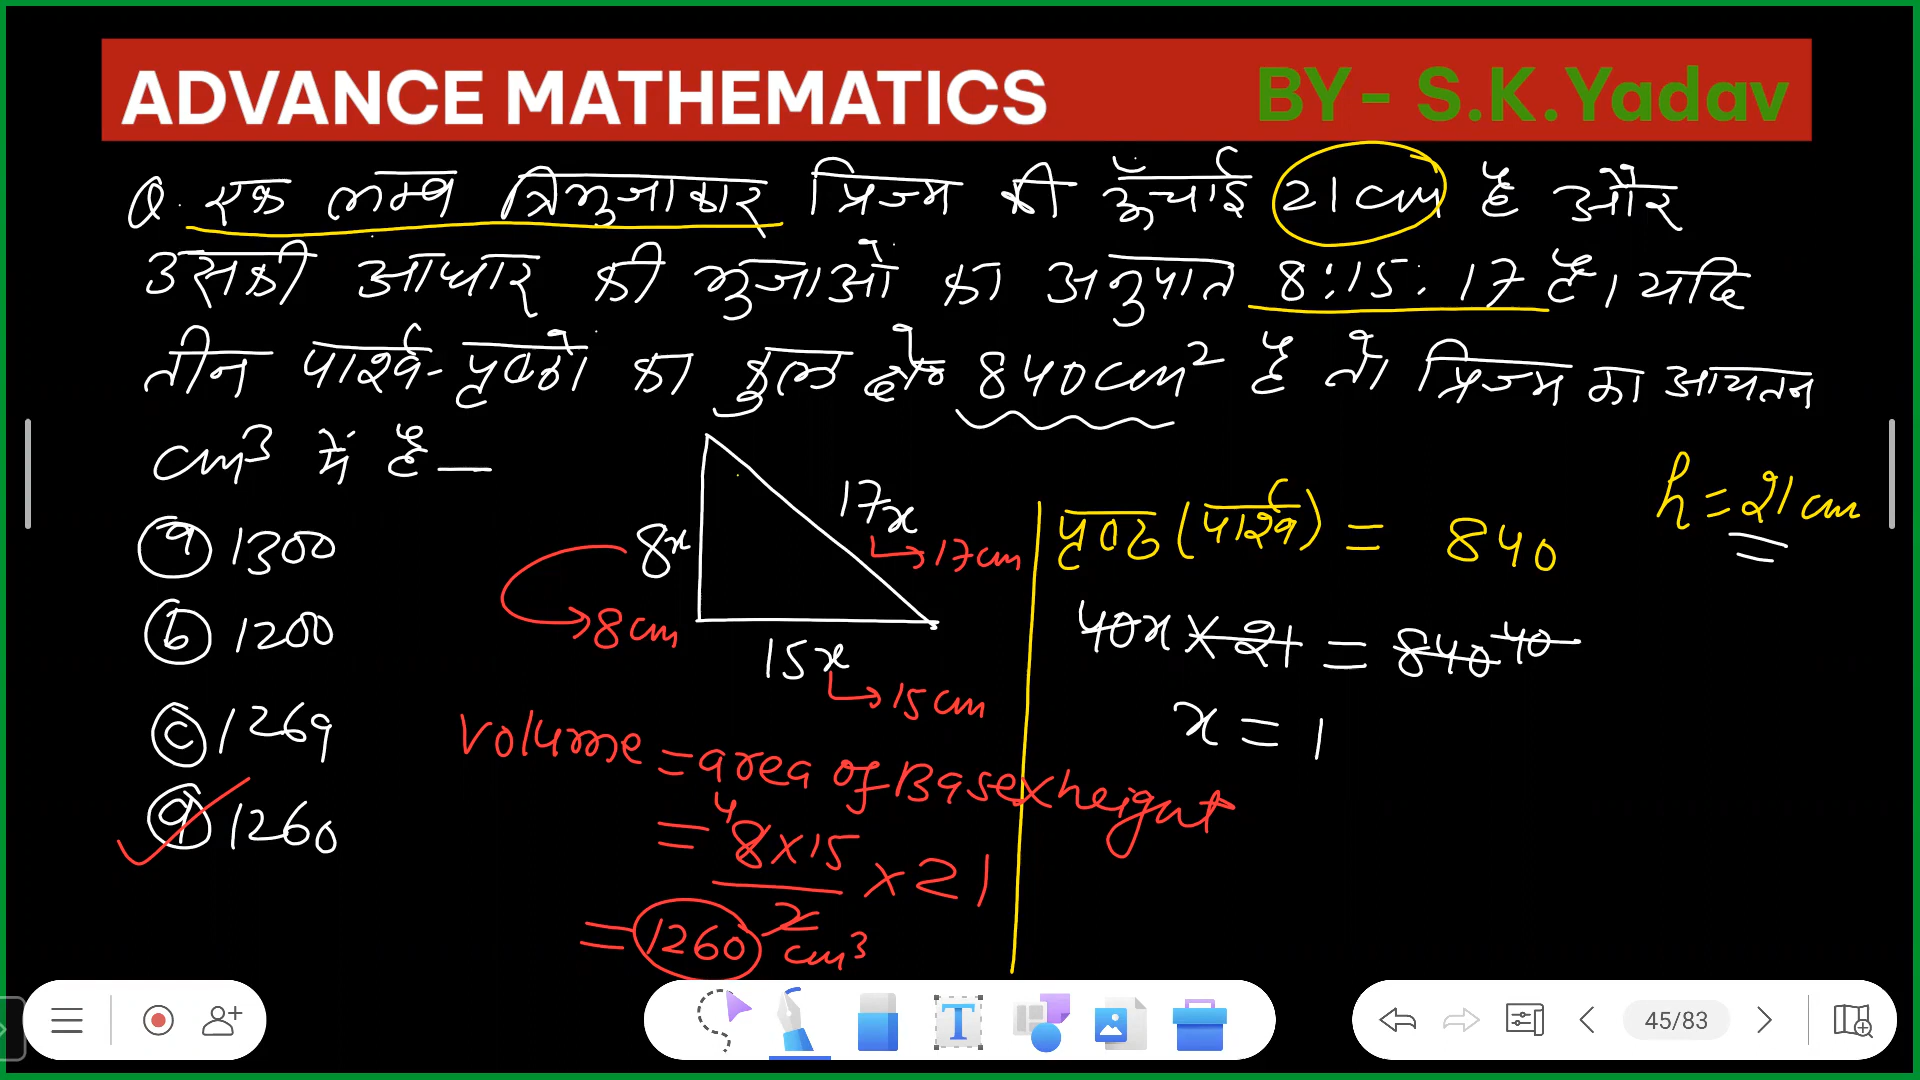 ADVANCE MATHEMATICS BY- S.K.Yadav
Q. एक लम्ब त्रिभुजाकार प्रिज्म की ऊँचाई 21cm है और
उसकी आधार की भुजाओं का अनुपात 8:15:17 है। यदि
तीन पार्श्व-पृष्ठों का कुल क्षे० 840cm² है तो प्रिज्म का आयतन
cm³ में है—
ⓐ 1300
ⓑ 1200
ⓒ 1269
ⓓ 1260
8x
17x
15x
8cm
17cm
15cm
volume = area of Base×height
= 8×15/2 × 21
4
= 1260 cm³
पृष्ठ (पार्श्व) = 840
40x × 21 = 840 40
x = 1
h = 21cm
45/83